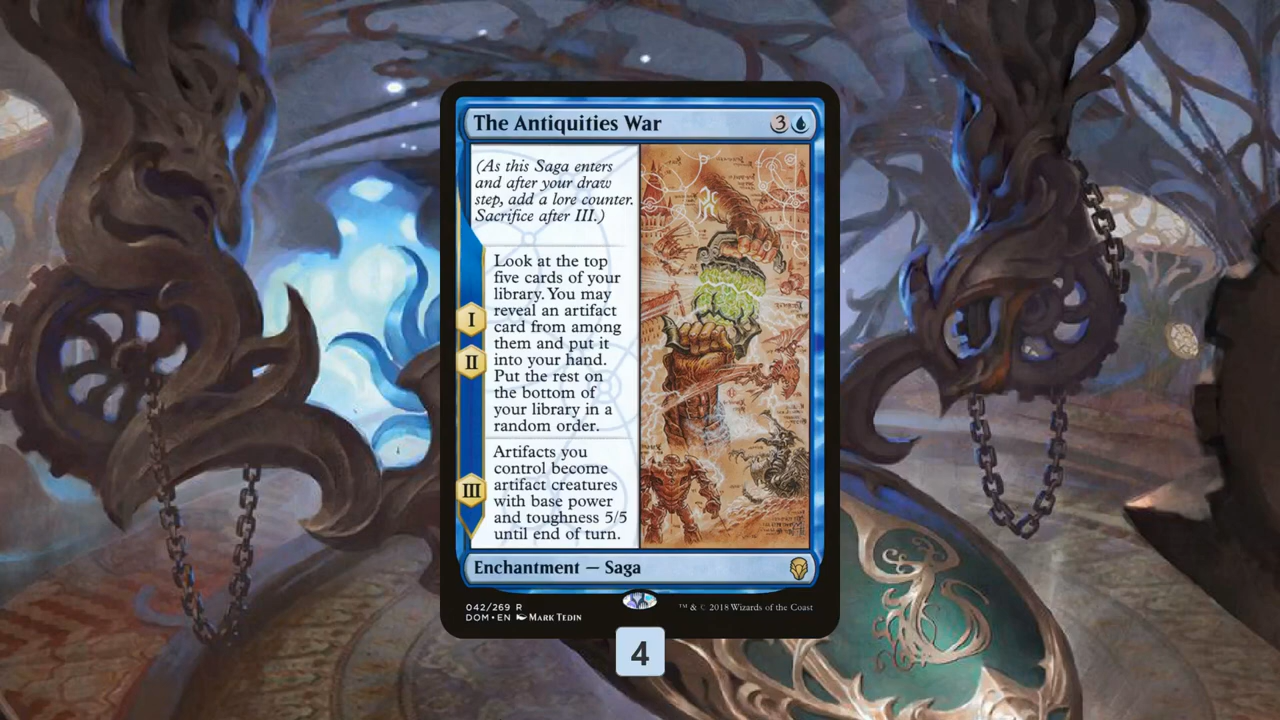 The Antiquities War 3
(As this Saga enters
and after your draw
step, add a lore counter.
Sacrifice after III.)
I
II
Look at the top
five cards of your
library. You may
reveal an artifact
card from among
them and put it
into your hand.
Put the rest on
the bottom of
your library in a
random order.
III
Artifacts you
control become
artifact creatures
with base power
and toughness 5/5
until end of turn.
Enchantment — Saga
042/269 R
DOM • EN Mark Tedin
™ & © 2018 Wizards of the Coast
4